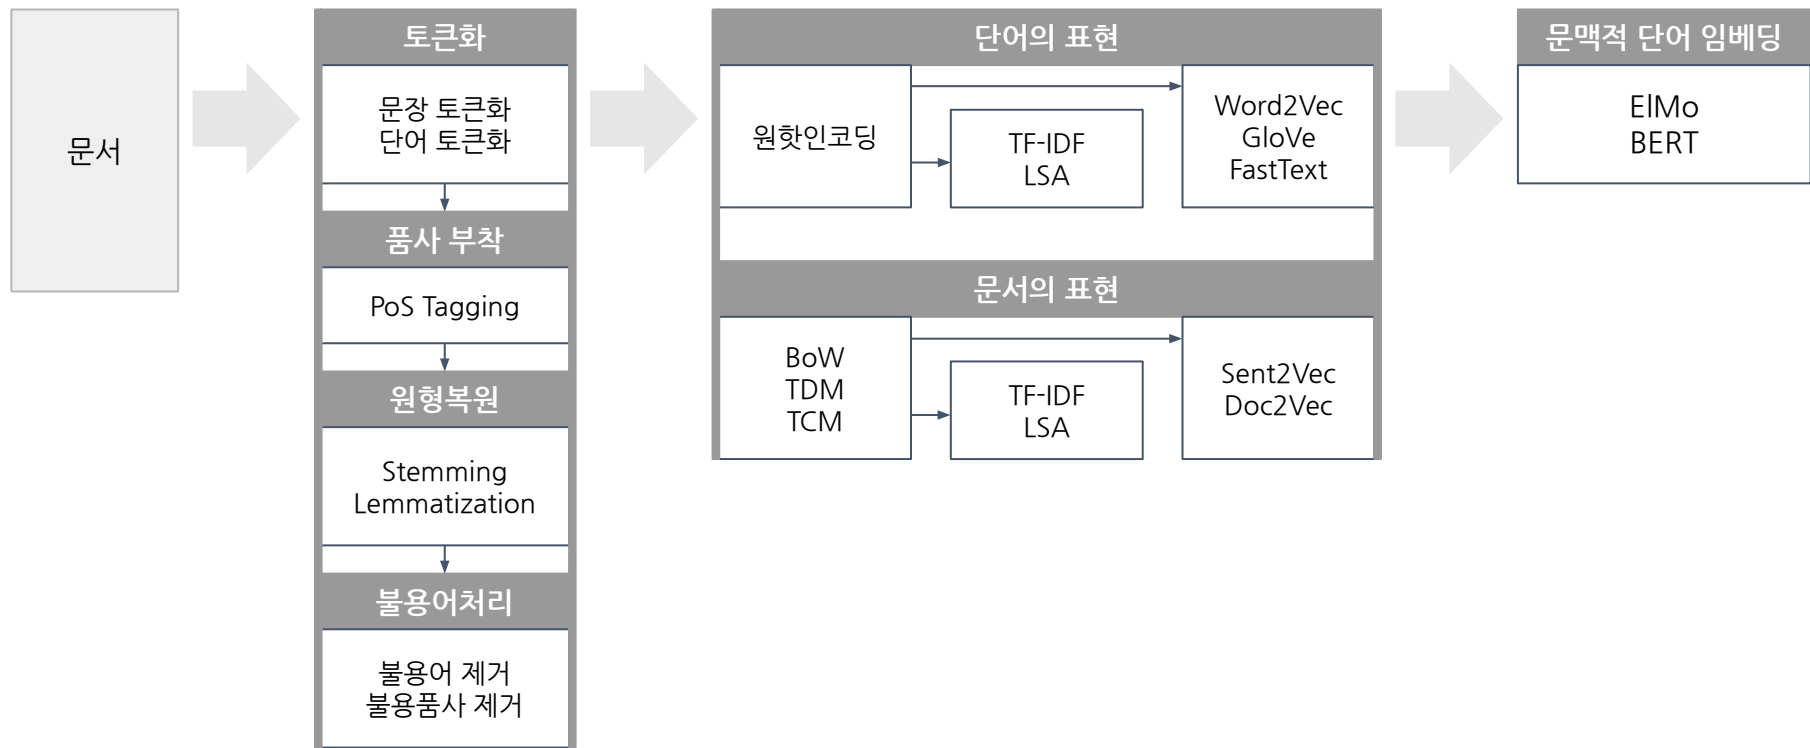 문서
토큰화
문장 토큰화
단어 토큰화
품사 부착
PoS Tagging
원형복원
Stemming
Lemmatization
불용어처리
불용어 제거
불용품사 제거
단어의 표현
원핫인코딩
TF-IDF
LSA
Word2Vec
GloVe
FastText
문서의 표현
BoW
TDM
TCM
TF-IDF
LSA
Sent2Vec
Doc2Vec
문맥적 단어 임베딩
ElMo
BERT